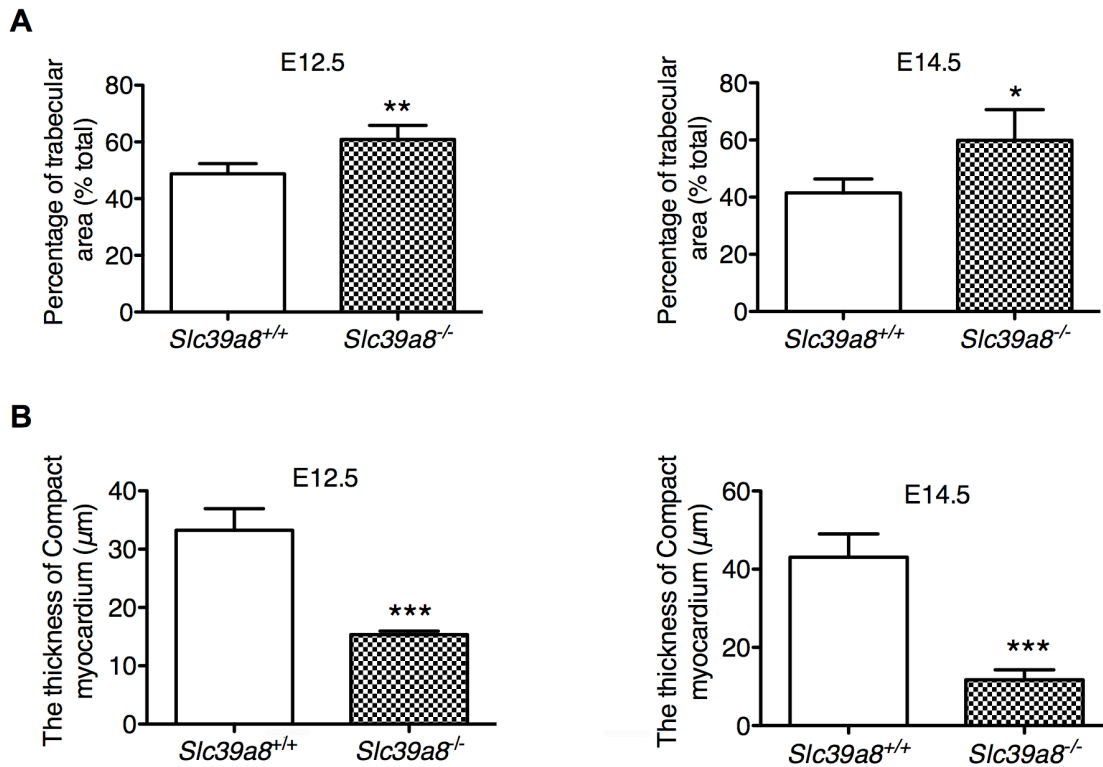 A
E12.5
Percentage of trabecular
area (% total)
80
60
40
20
0
**
Slc39a8+/+
Slc39a8-/-
E14.5
Percentage of trabecular
area (% total)
80
60
40
20
0
*
Slc39a8+/+
Slc39a8-/-
B
E12.5
The thickness of Compact
myocardium (µm)
40
30
20
10
0
***
Slc39a8+/+
Slc39a8-/-
E14.5
The thickness of Compact
myocardium (µm)
60
40
20
0
***
Slc39a8+/+
Slc39a8-/-